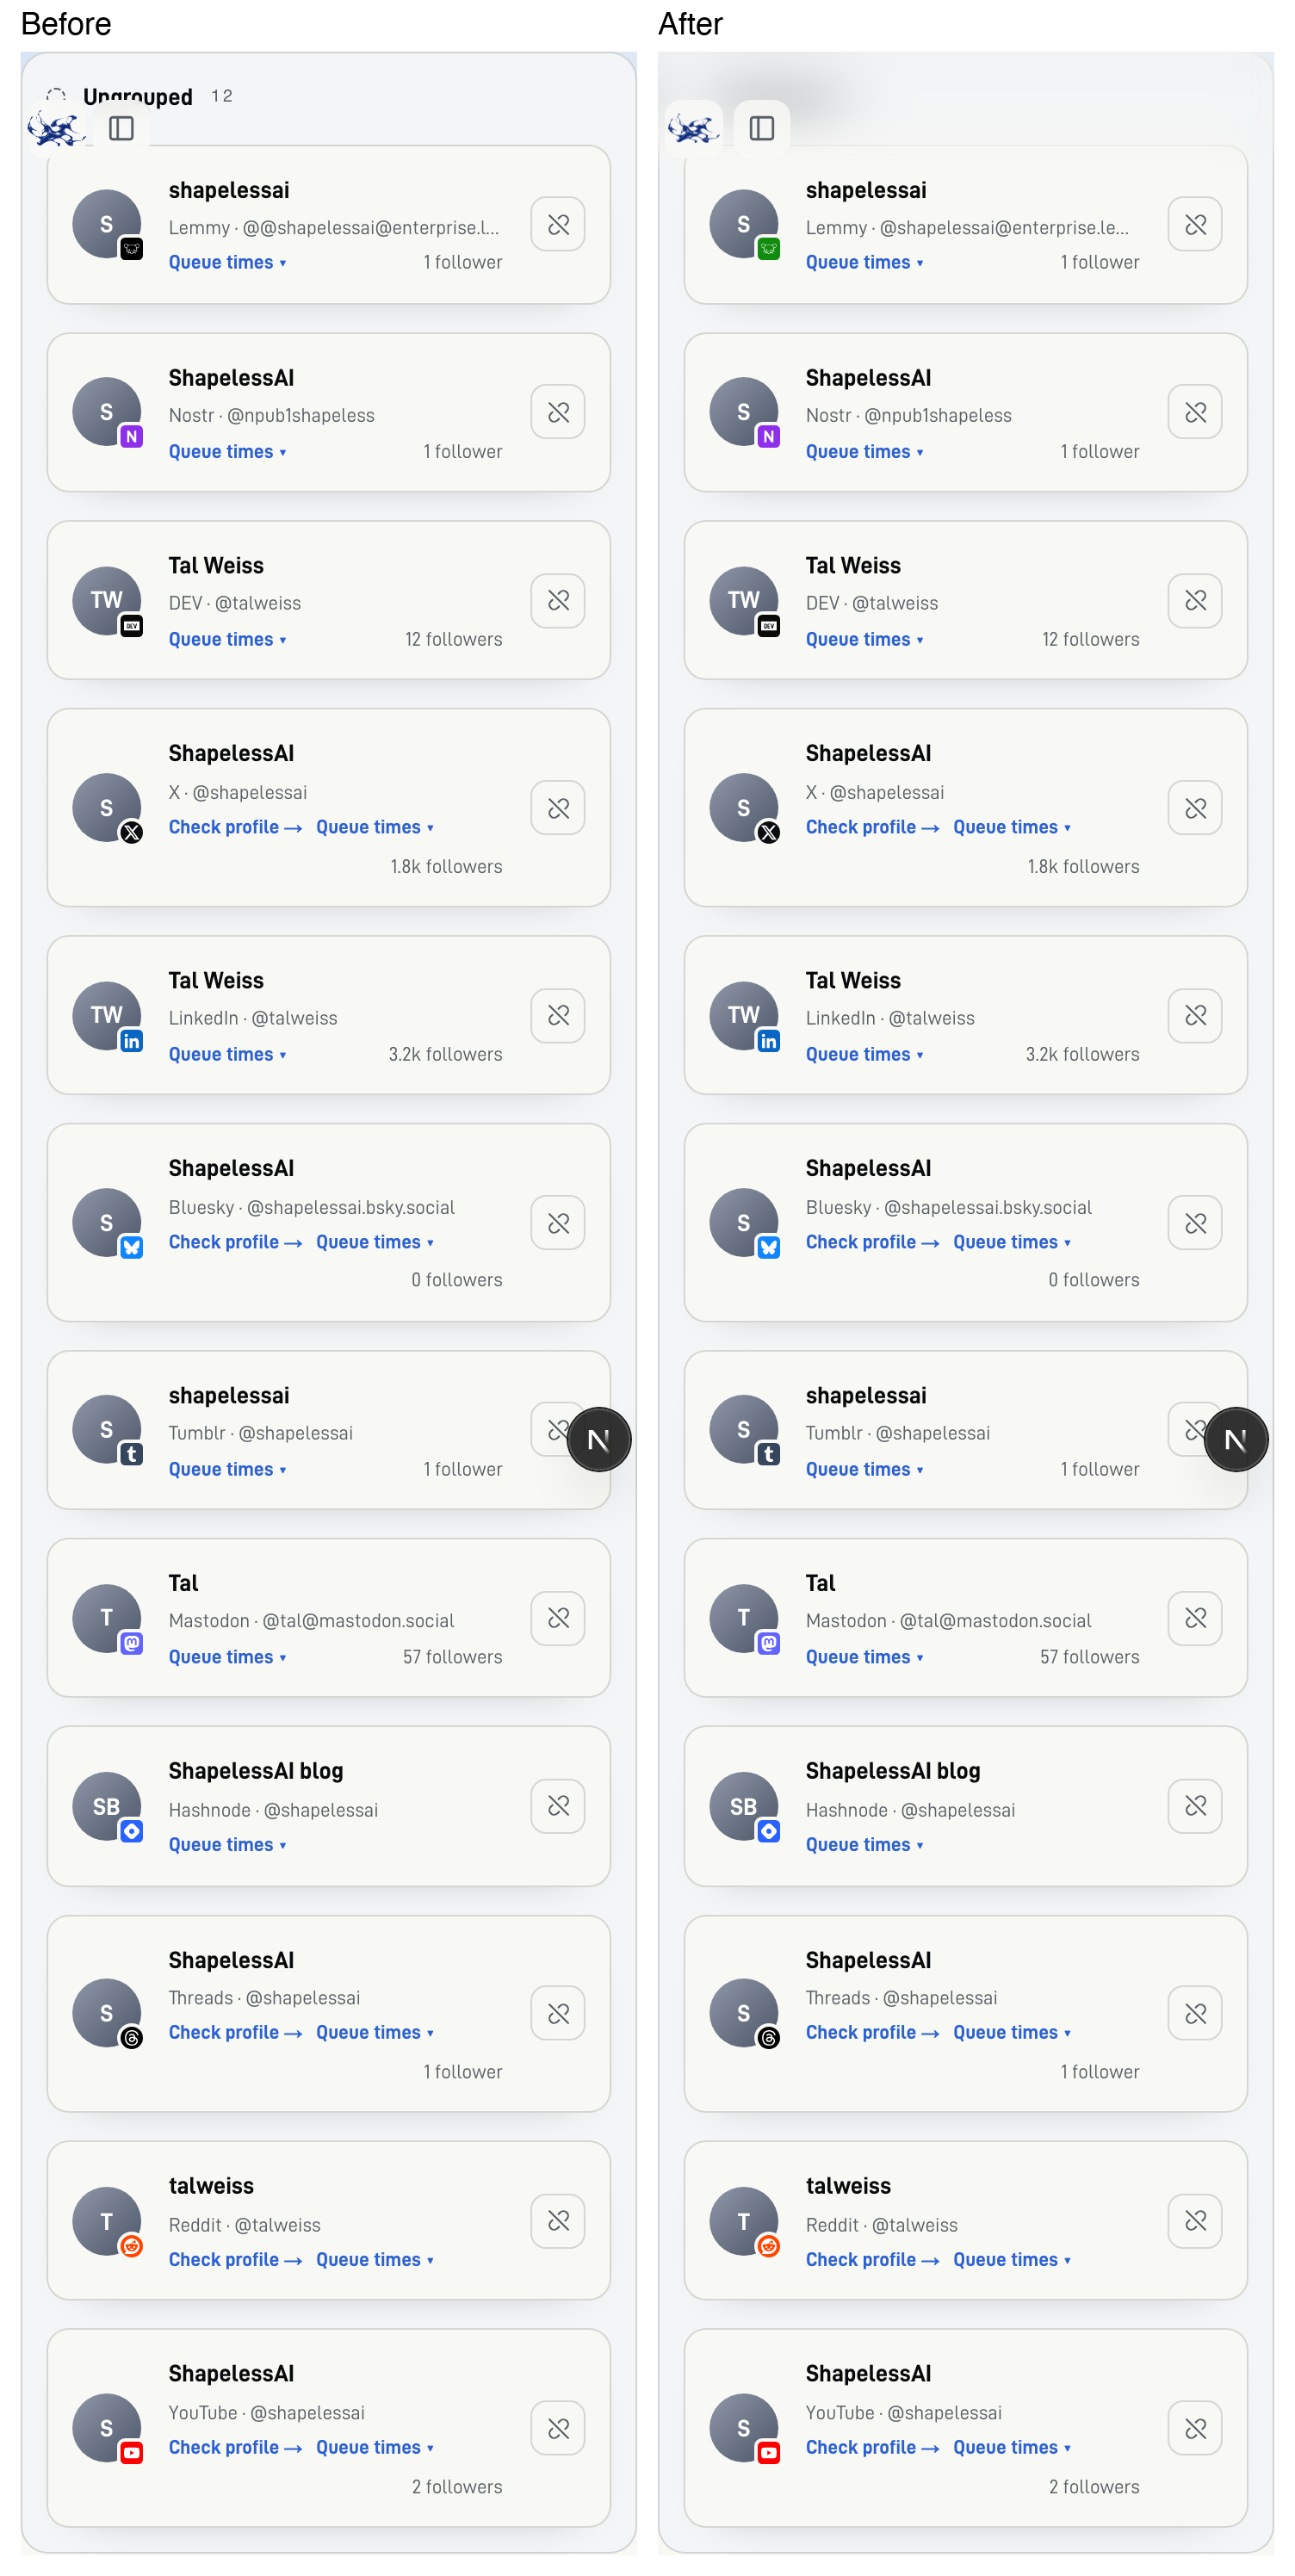 Before
Ungrouped 12
shapelessai
Lemmy · @@shapelessai@enterprise.l...
Queue times ▾ 1 follower
S
ShapelessAI
Nostr · @npub1shapeless
Queue times ▾ 1 follower
S
N
Tal Weiss
DEV · @talweiss
Queue times ▾ 12 followers
TW
DEV
ShapelessAI
X · @shapelessai
Check profile → Queue times ▾
1.8k followers
S
X
Tal Weiss
LinkedIn · @talweiss
Queue times ▾ 3.2k followers
TW
in
ShapelessAI
Bluesky · @shapelessai.bsky.social
Check profile → Queue times ▾
0 followers
S
shapelessai
Tumblr · @shapelessai
Queue times ▾ 1 follower
S
t
N
Tal
Mastodon · @tal@mastodon.social
Queue times ▾ 57 followers
T
m
ShapelessAI blog
Hashnode · @shapelessai
Queue times ▾
SB
ShapelessAI
Threads · @shapelessai
Check profile → Queue times ▾
1 follower
S
talweiss
Reddit · @talweiss
Check profile → Queue times ▾
T
ShapelessAI
YouTube · @shapelessai
Check profile → Queue times ▾
2 followers
S
After
shapelessai
Lemmy · @shapelessai@enterprise.le...
Queue times ▾ 1 follower
S
ShapelessAI
Nostr · @npub1shapeless
Queue times ▾ 1 follower
S
N
Tal Weiss
DEV · @talweiss
Queue times ▾ 12 followers
TW
DEV
ShapelessAI
X · @shapelessai
Check profile → Queue times ▾
1.8k followers
S
X
Tal Weiss
LinkedIn · @talweiss
Queue times ▾ 3.2k followers
TW
in
ShapelessAI
Bluesky · @shapelessai.bsky.social
Check profile → Queue times ▾
0 followers
S
shapelessai
Tumblr · @shapelessai
Queue times ▾ 1 follower
S
t
N
Tal
Mastodon · @tal@mastodon.social
Queue times ▾ 57 followers
T
m
ShapelessAI blog
Hashnode · @shapelessai
Queue times ▾
SB
ShapelessAI
Threads · @shapelessai
Check profile → Queue times ▾
1 follower
S
talweiss
Reddit · @talweiss
Check profile → Queue times ▾
T
ShapelessAI
YouTube · @shapelessai
Check profile → Queue times ▾
2 followers
S